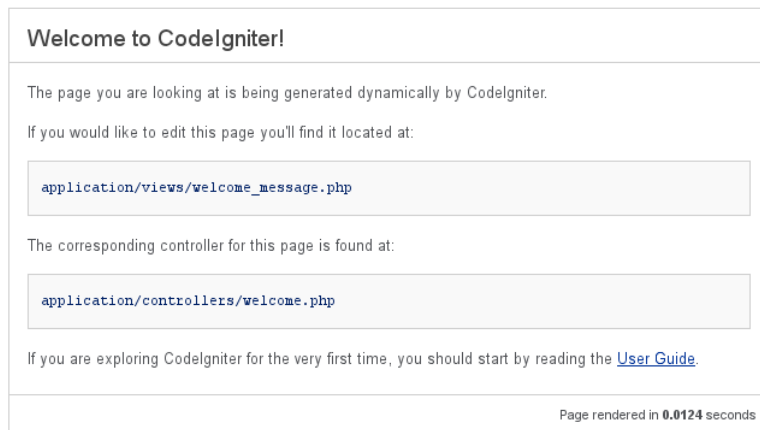 Welcome to CodeIgniter!
The page you are looking at is being generated dynamically by CodeIgniter.
If you would like to edit this page you'll find it located at:
application/views/welcome_message.php
The corresponding controller for this page is found at:
application/controllers/welcome.php
If you are exploring CodeIgniter for the very first time, you should start by reading the User Guide.
Page rendered in 0.0124 seconds